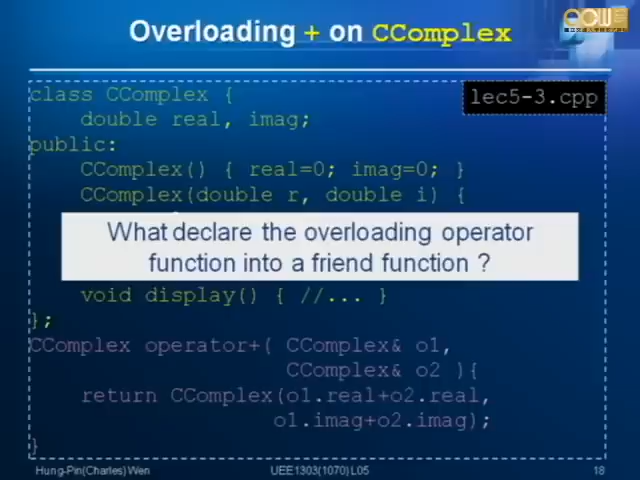 Overloading + on CComplex
lec5-3.cpp
class CComplex {
double real, imag;
public:
CComplex() { real=0; imag=0; }
CComplex(double r, double i) {
What declare the overloading operator
function into a friend function ?
void display() { //... }
};
CComplex operator+( CComplex& o1,
CComplex& o2 ){
return CComplex(o1.real+o2.real,
o1.imag+o2.imag);
}
Hung-Pin(Charles) Wen
UEE1303(1070) L05
18